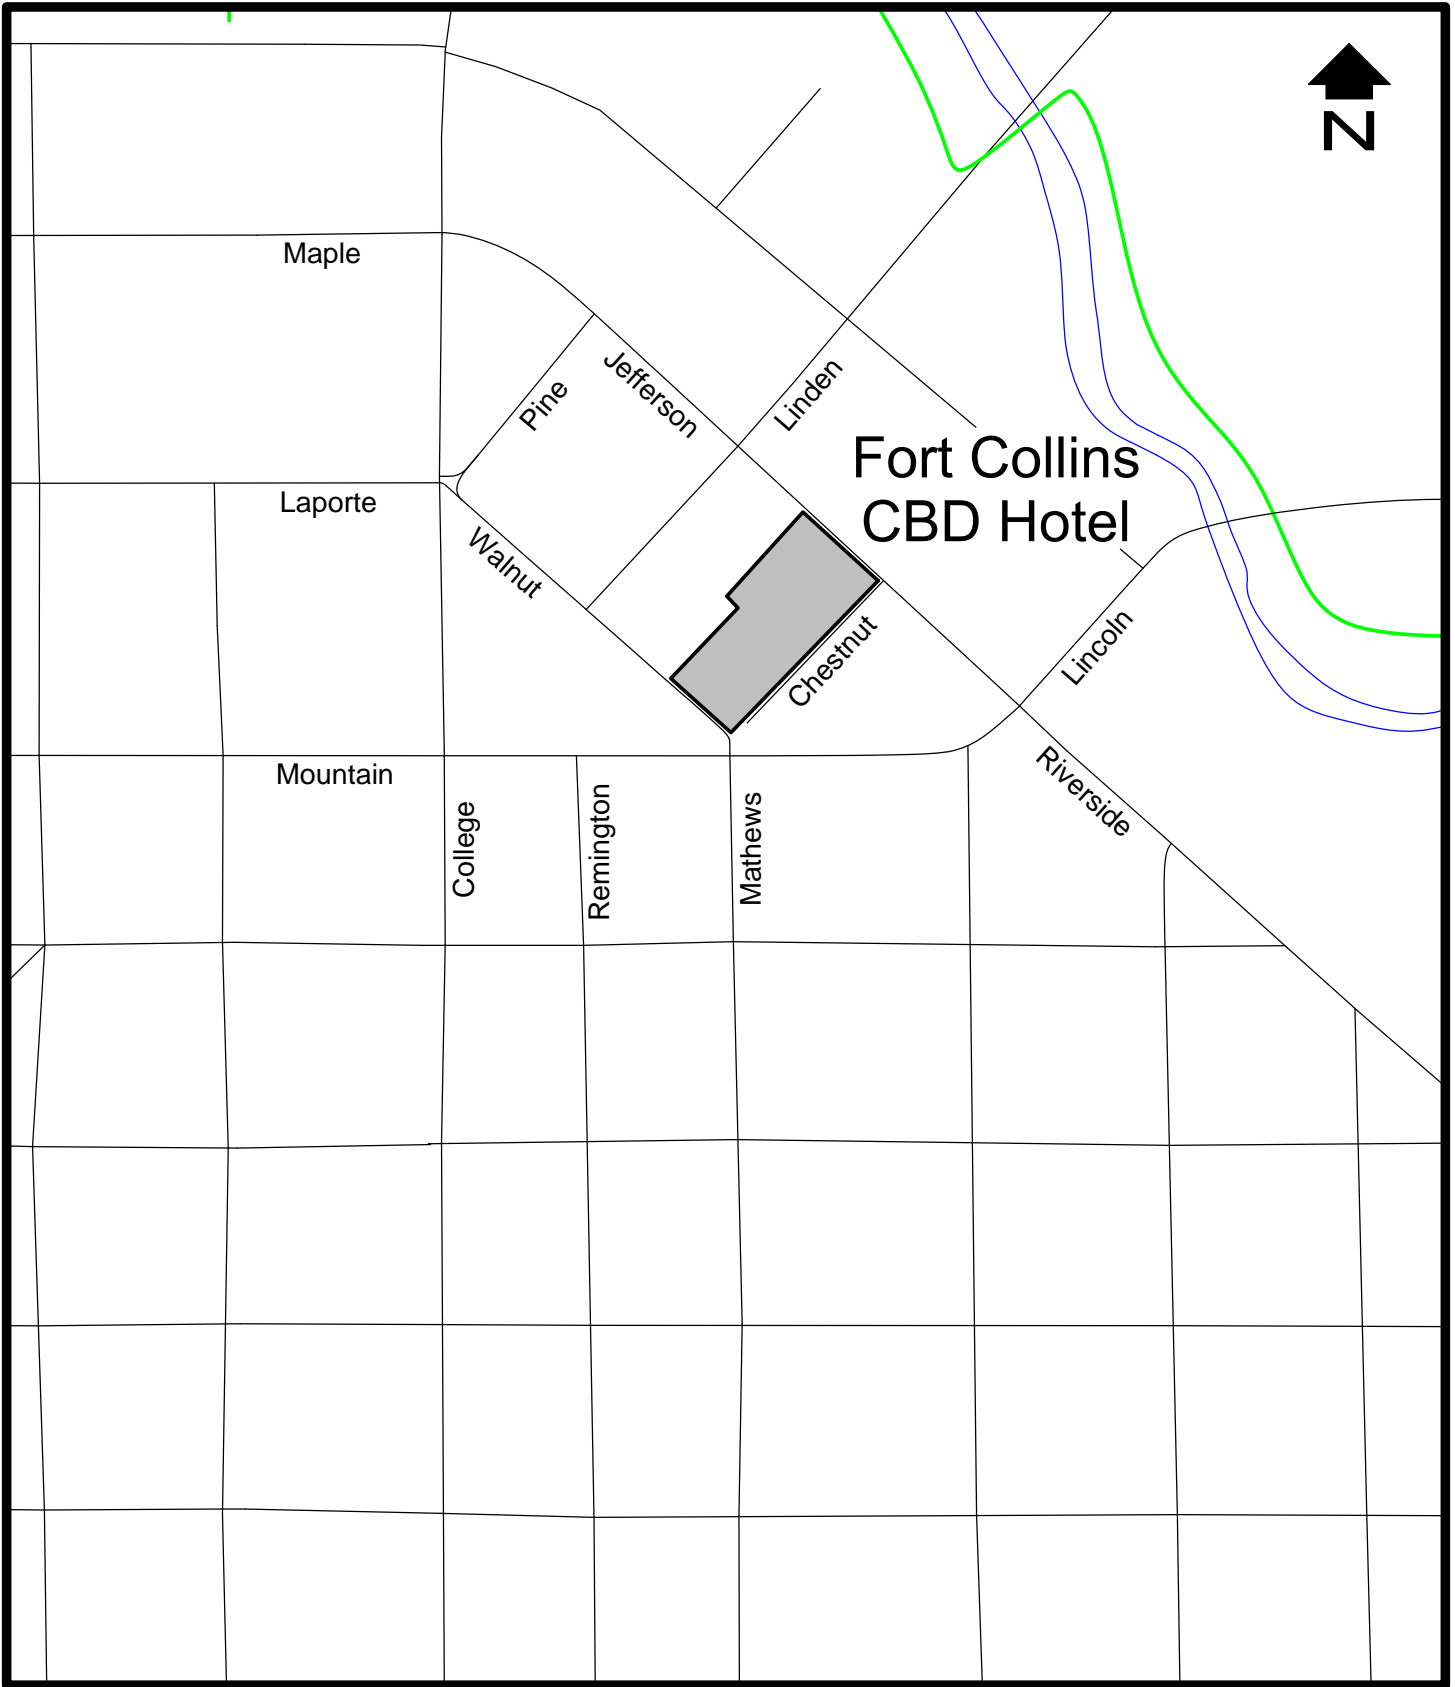 N
Maple
Pine
Jefferson
Linden
Fort Collins
CBD Hotel
Laporte
Walnut
Chestnut
Lincoln
Mountain
Riverside
College
Remington
Mathews